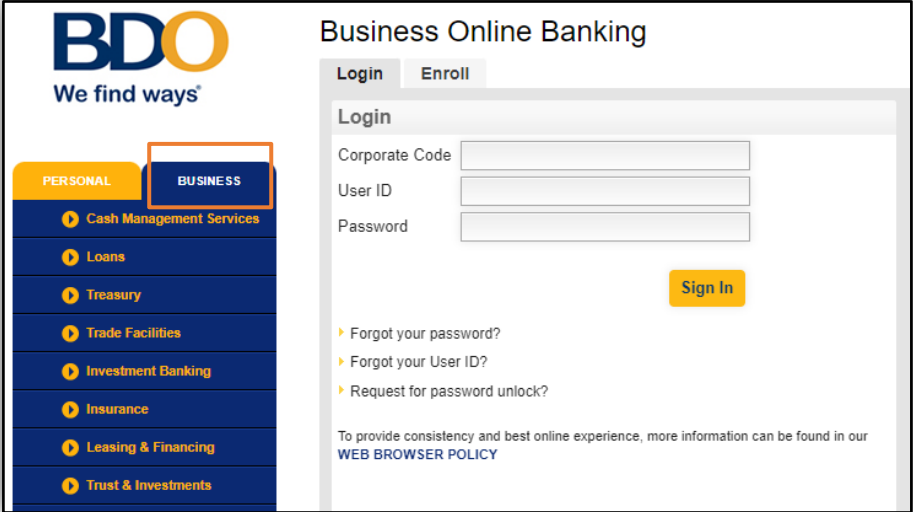 BDO
We find ways®
PERSONAL
BUSINESS
Cash Management Services
Loans
Treasury
Trade Facilities
Investment Banking
Insurance
Leasing & Financing
Trust & Investments
Business Online Banking
Login
Enroll
Login
Corporate Code
User ID
Password
Sign In
Forgot your password?
Forgot your User ID?
Request for password unlock?
To provide consistency and best online experience, more information can be found in our
WEB BROWSER POLICY